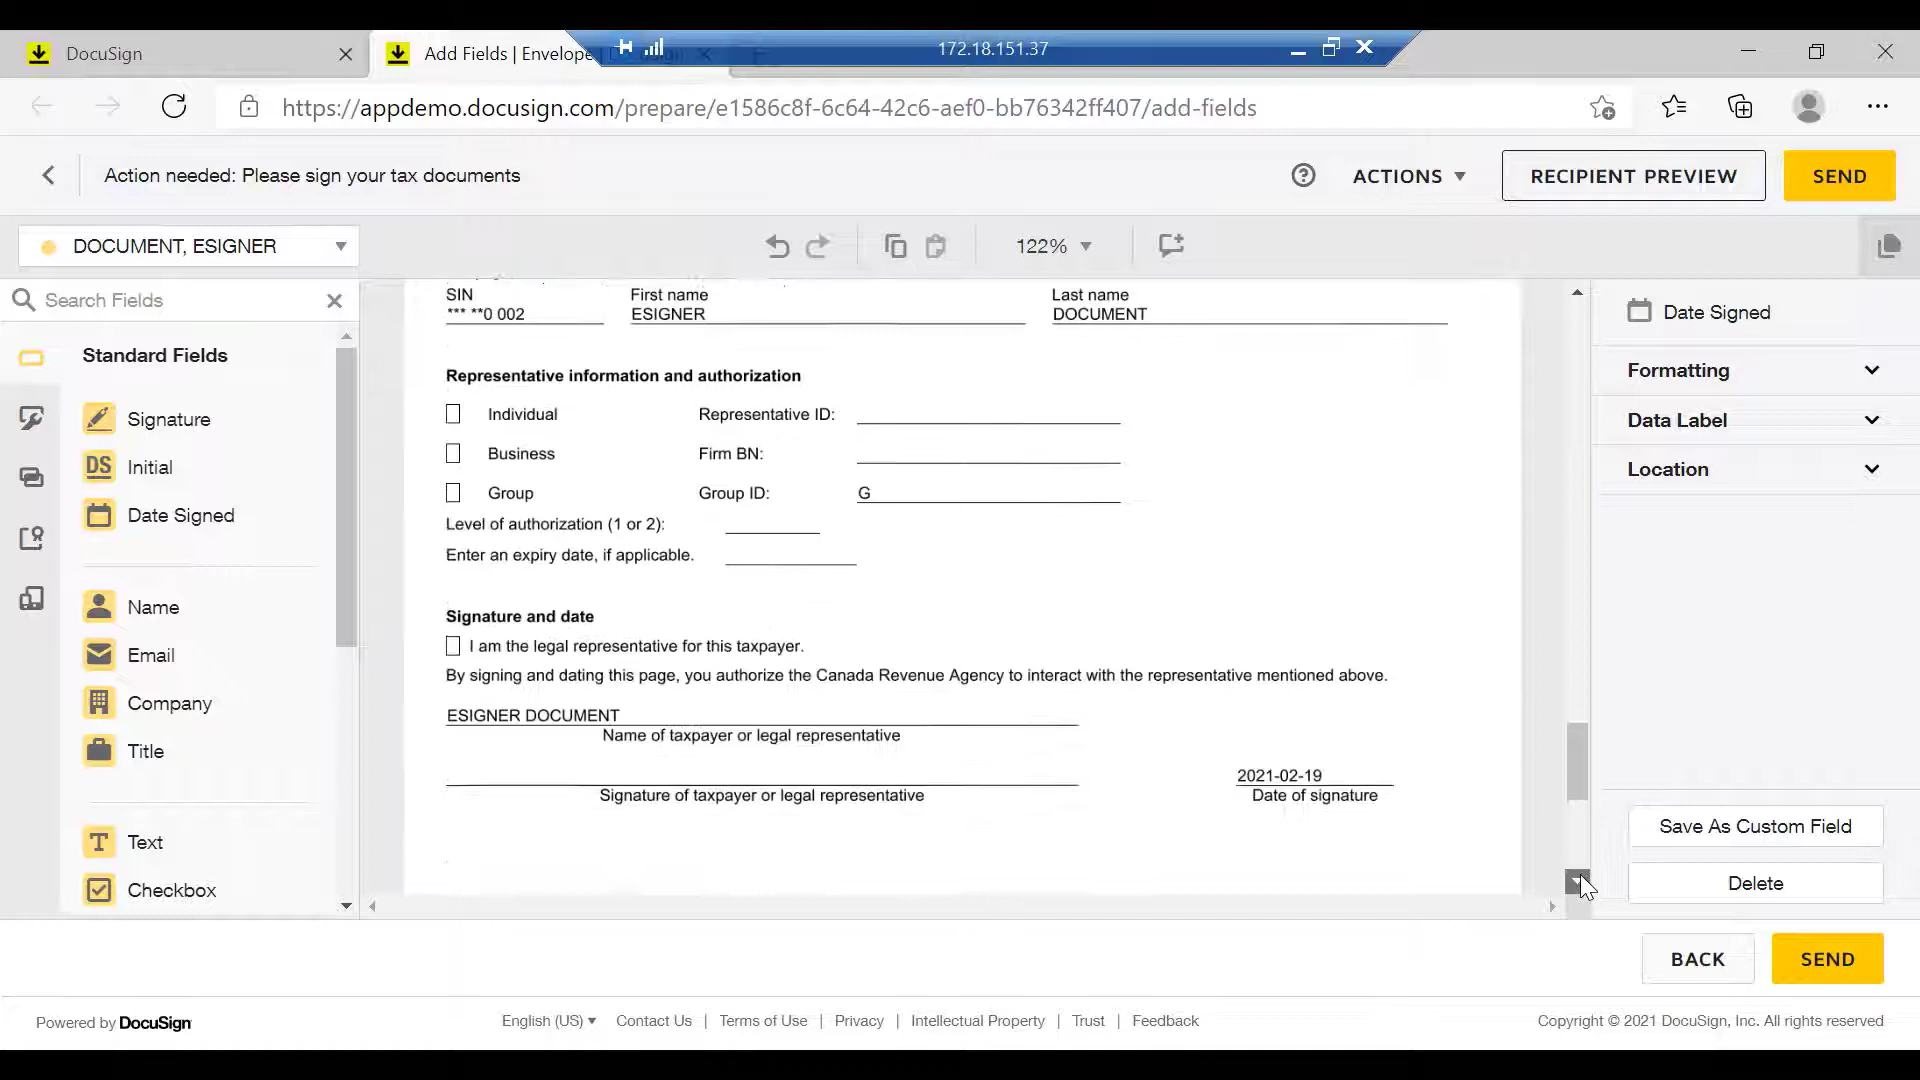 DocuSign
Add Fields | Envelope
172.18.151.37
https://appdemo.docusign.com/prepare/e1586c8f-6c64-42c6-aef0-bb76342ff407/add-fields
Action needed: Please sign your tax documents
ACTIONS
RECIPIENT PREVIEW
SEND
DOCUMENT, ESIGNER
122%
Search Fields
Standard Fields
Signature
DS Initial
Date Signed
Name
Email
Company
Title
T Text
Checkbox
SIN First name Last name
*** **0 002 ESIGNER DOCUMENT
Representative information and authorization
Individual Representative ID:
Business Firm BN:
Group Group ID: G
Level of authorization (1 or 2):
Enter an expiry date, if applicable.
Signature and date
I am the legal representative for this taxpayer.
By signing and dating this page, you authorize the Canada Revenue Agency to interact with the representative mentioned above.
ESIGNER DOCUMENT
Name of taxpayer or legal representative
2021-02-19
Signature of taxpayer or legal representative Date of signature
Date Signed
Formatting
Data Label
Location
Save As Custom Field
Delete
BACK
SEND
Powered by DocuSign
English (US) Contact Us | Terms of Use | Privacy | Intellectual Property | Trust | Feedback
Copyright © 2021 DocuSign, Inc. All rights reserved